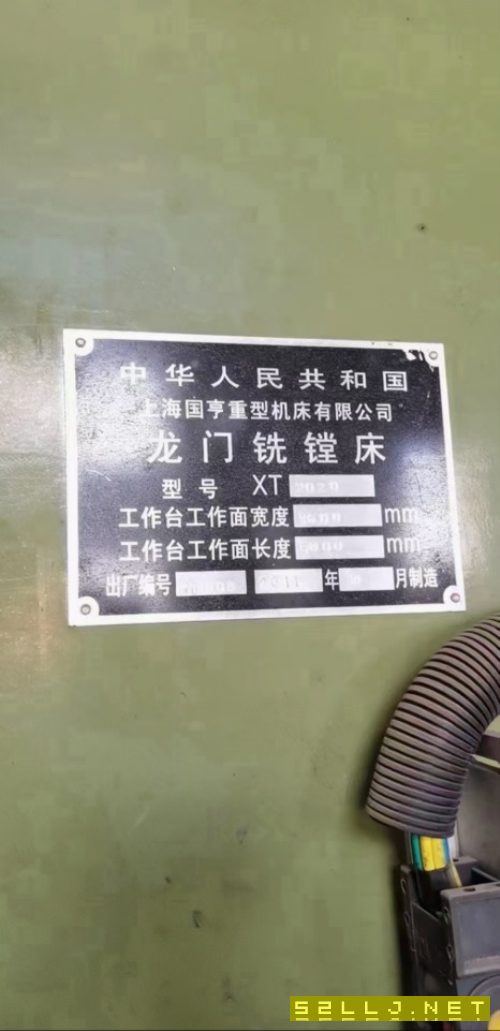 中华人民共和国
上海国亨重型机床有限公司
龙门铣镗床
型号 XT 2020
工作台工作面宽度 mm
工作台工作面长度 mm
出厂编号 2011 年 月制造
52LLJ.NET